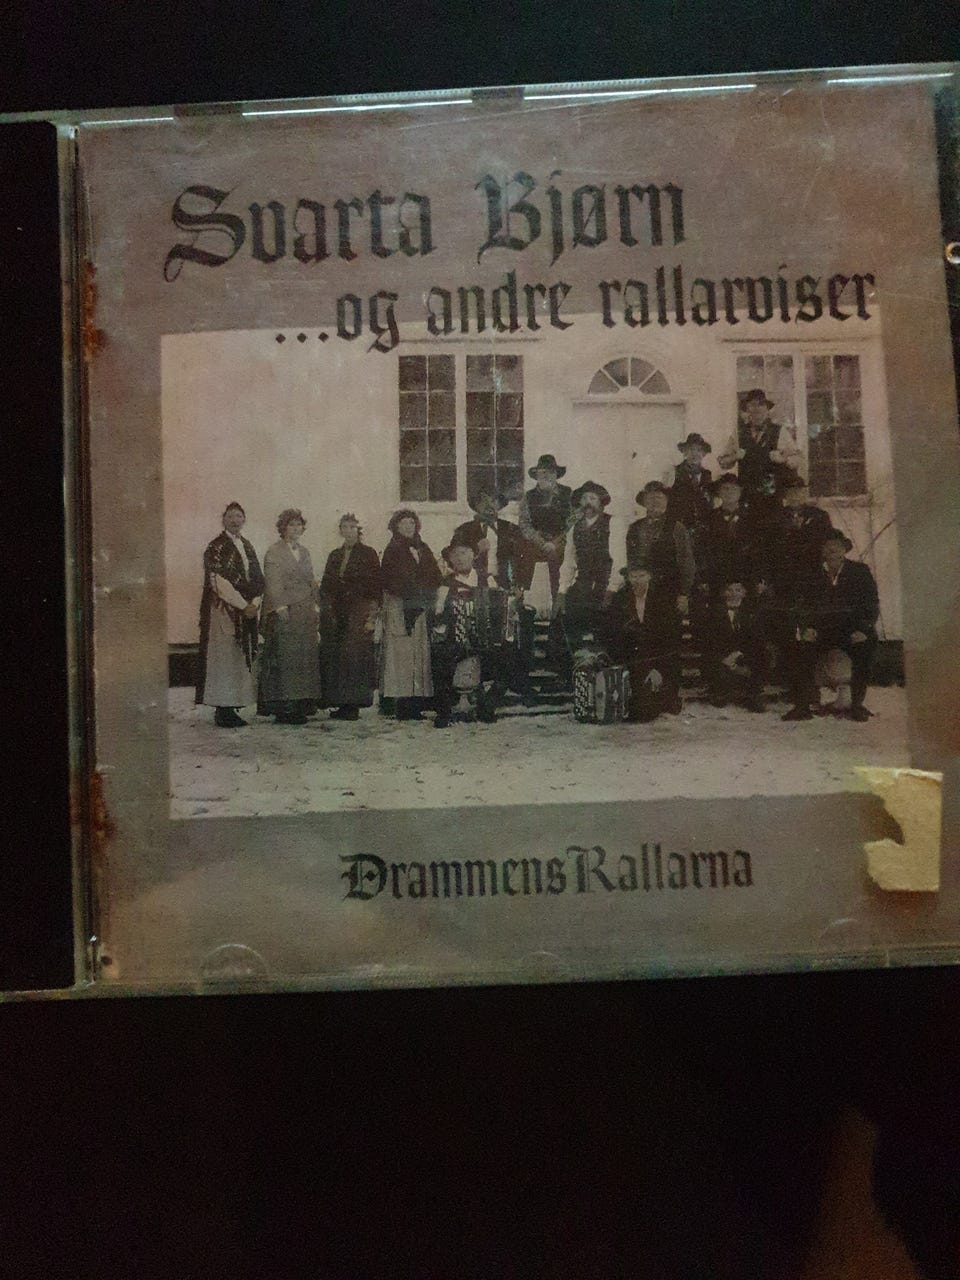 Svarta Bjørn
...og andre rallarviser
DrammensRallarna